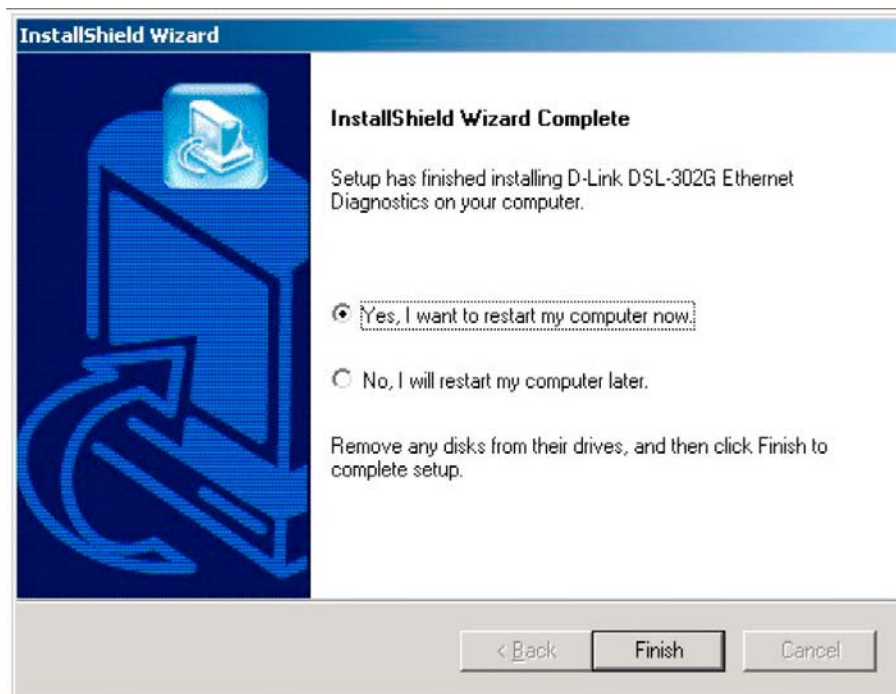 InstallShield Wizard
InstallShield Wizard Complete
Setup has finished installing D-Link DSL-302G Ethernet
Diagnostics on your computer.
Yes, I want to restart my computer now.
No, I will restart my computer later.
Remove any disks from their drives, and then click Finish to
complete setup.
< Back
Finish
Cancel